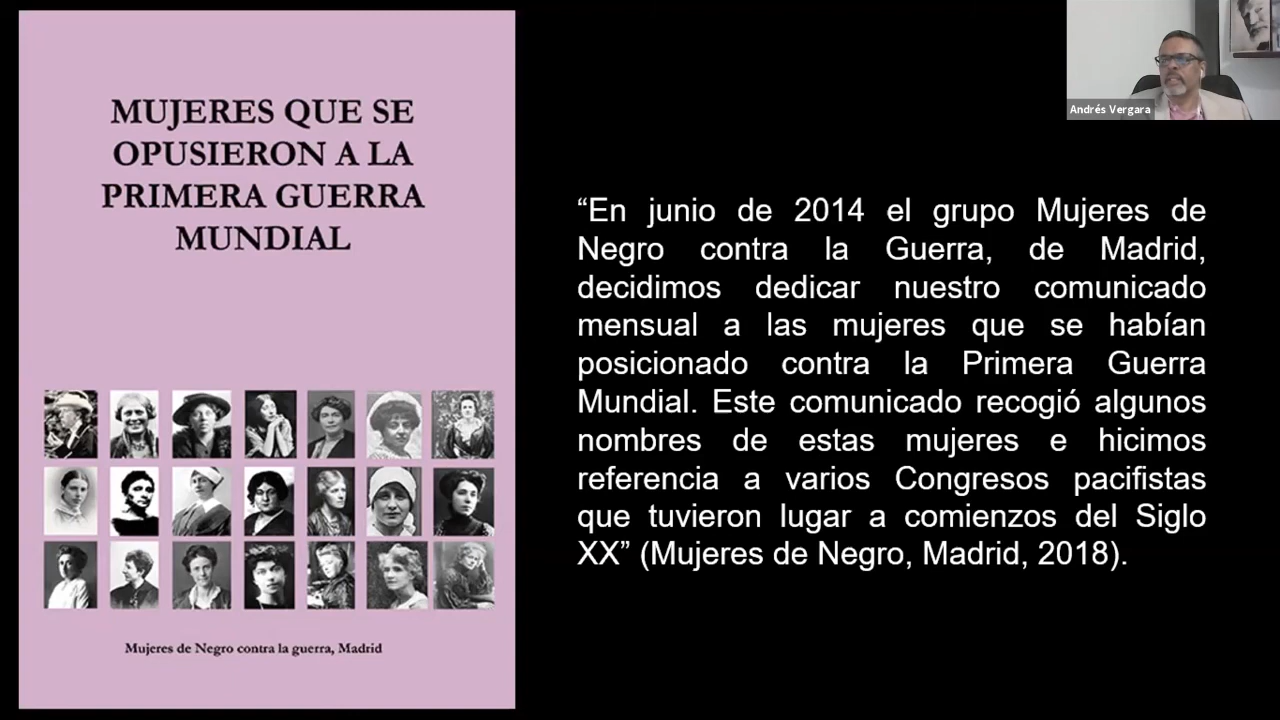 MUJERES QUE SE
OPUSIERON A LA
PRIMERA GUERRA
MUNDIAL
Mujeres de Negro contra la guerra, Madrid
“En junio de 2014 el grupo Mujeres de
Negro contra la Guerra, de Madrid,
decidimos dedicar nuestro comunicado
mensual a las mujeres que se habían
posicionado contra la Primera Guerra
Mundial. Este comunicado recogió algunos
nombres de estas mujeres e hicimos
referencia a varios Congresos pacifistas
que tuvieron lugar a comienzos del Siglo
XX” (Mujeres de Negro, Madrid, 2018).
Andrés Vergara